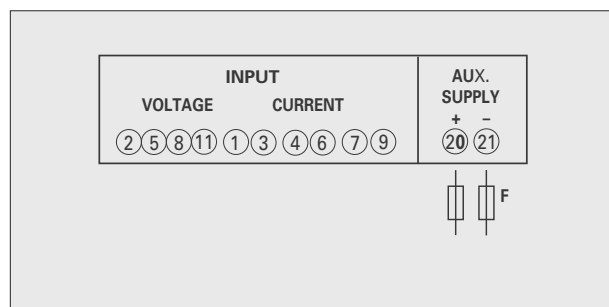 INPUT
VOLTAGE CURRENT
2 5 8 11 1 3 4 6 7 9
AUX.
SUPPLY
+ –
20 21
F